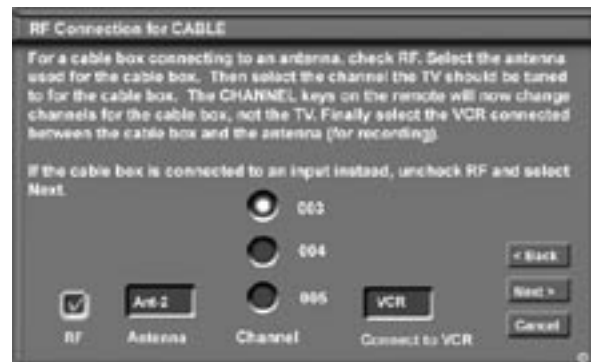 RF Connection for CABLE
For a cable box connecting to an antenna, check RF. Select the antenna
used for the cable box. Then select the channel the TV should be tuned
to for the cable box. The CHANNEL keys on the remote will now change
channels for the cable box, not the TV. Finally select the VCR connected
between the cable box and the antenna (for recording).
If the cable box is connected to an input instead, uncheck RF and select
Next.
003
004
005
< Back
Next >
Cancel
Ant-2
VCR
RF
Antenna
Channel
Connect to VCR